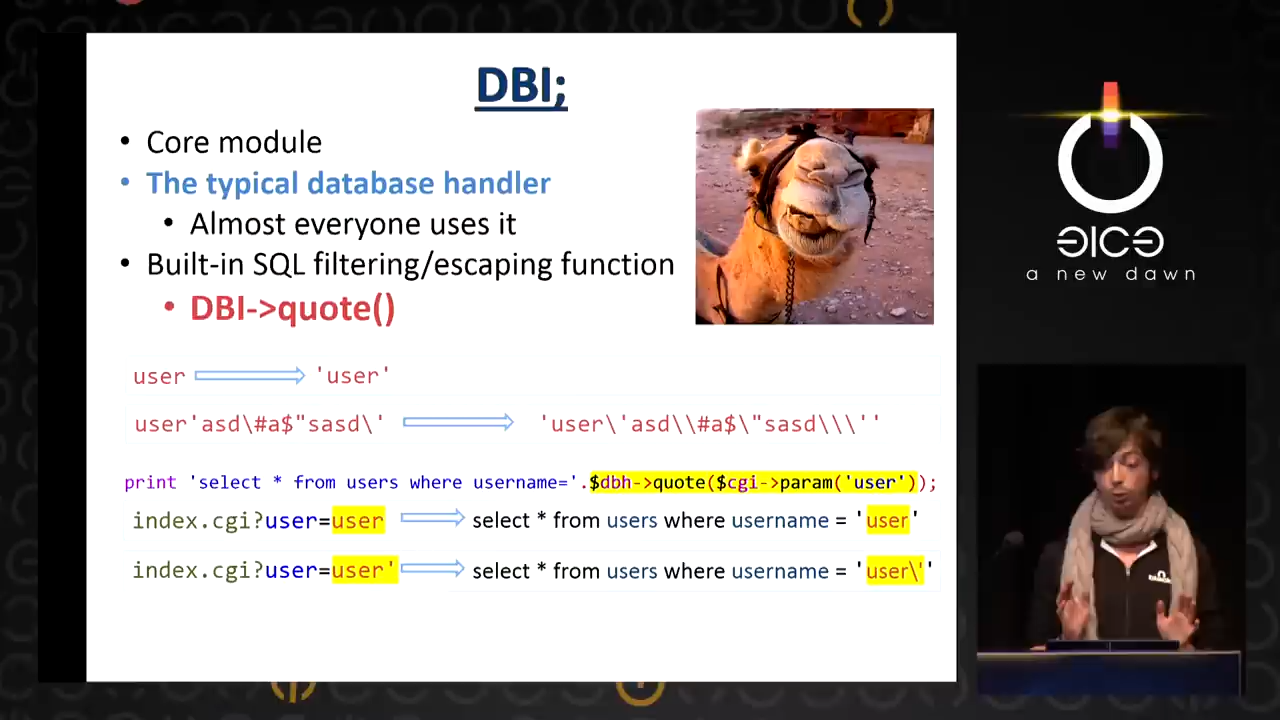 DBI;
• Core module
• The typical database handler
• Almost everyone uses it
• Built-in SQL filtering/escaping function
• DBI->quote()
user 'user'
user'asd\#a$"sasd\' 'user\'asd\\#a$\"sasd\\\''
print 'select * from users where username='.$dbh->quote($cgi->param('user'));
index.cgi?user=user select * from users where username = 'user'
index.cgi?user=user' select * from users where username = 'user\''
a new dawn